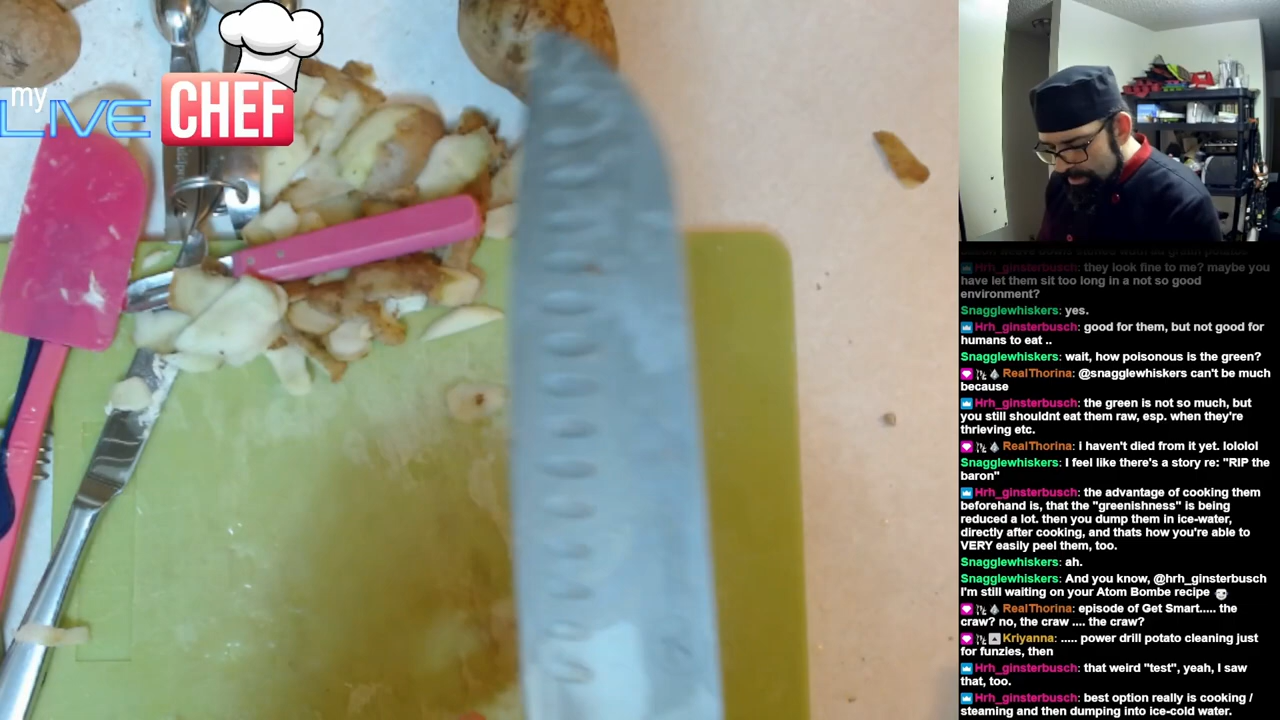 my
LIVE CHEF
Hrh_ginsterbusch: they look fine to me? maybe you
have let them sit too long in a not so good
environment?
Snagglewhiskers: yes.
Hrh_ginsterbusch: good for them, but not good for
humans to eat ..
Snagglewhiskers: wait, how poisonous is the green?
RealThorina: @snagglewhiskers can't be much
because
Hrh_ginsterbusch: the green is not so much, but
you still shouldnt eat them raw, esp. when they're
thrieving etc.
RealThorina: i haven't died from it yet. lololol
Snagglewhiskers: I feel like there's a story re: "RIP the
baron"
Hrh_ginsterbusch: the advantage of cooking them
beforehand is, that the "greenishness" is being
reduced a lot. then you dump them in ice-water,
directly after cooking, and thats how you're able to
VERY easily peel them, too.
Snagglewhiskers: ah.
Snagglewhiskers: And you know, @hrh_ginsterbusch
I'm still waiting on your Atom Bombe recipe
RealThorina: episode of Get Smart..... the
craw? no, the craw .... the craw?
Kriyanna: ..... power drill potato cleaning just
for funzies, then
Hrh_ginsterbusch: that weird "test", yeah, I saw
that, too.
Hrh_ginsterbusch: best option really is cooking /
steaming and then dumping into ice-cold water.